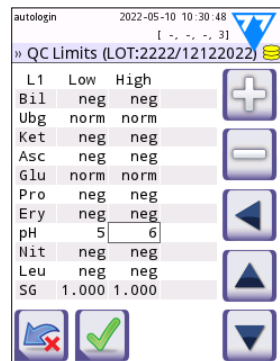 autologin 2022-05-10 10:30:48
[ -, -, -, 3]
» QC Limits (LOT:2222/12122022)
L1 Low High
Bil neg neg
Ubg norm norm
Ket neg neg
Asc neg neg
Glu norm norm
Pro neg neg
Ery neg neg
pH 5 6
Nit neg neg
Leu neg neg
SG 1.000 1.000